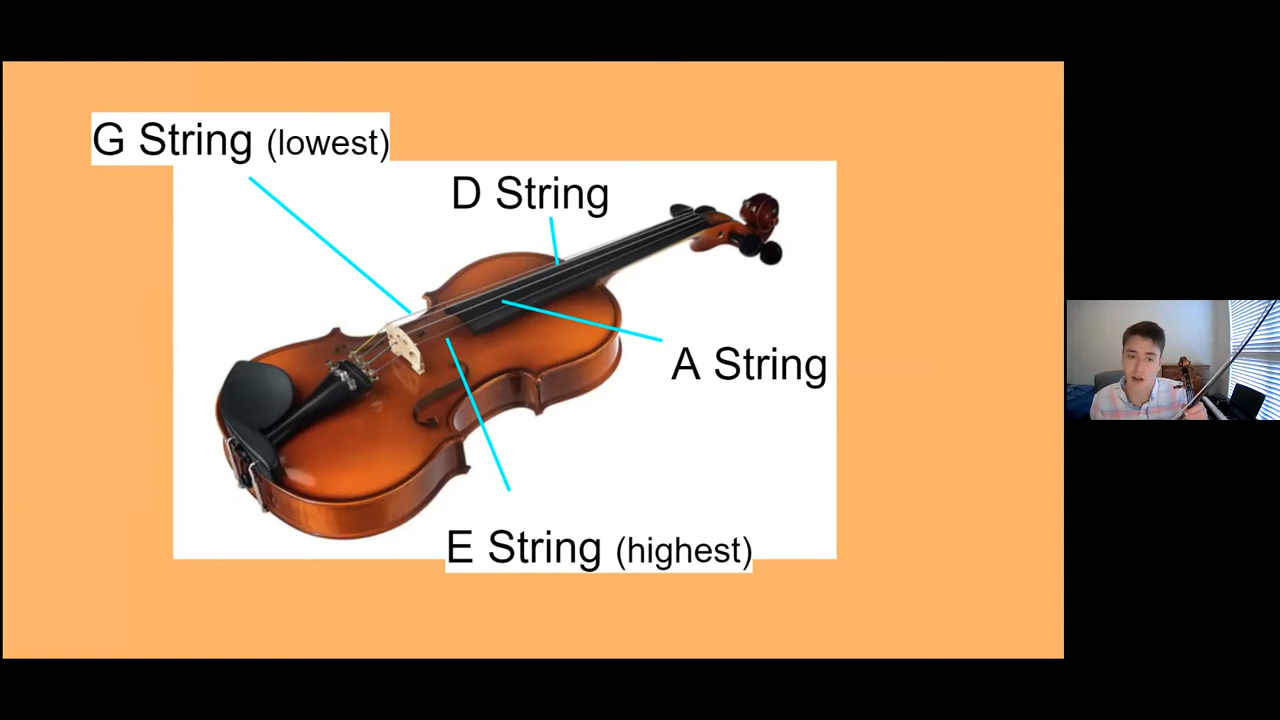 G String (lowest)
D String
A String
E String (highest)